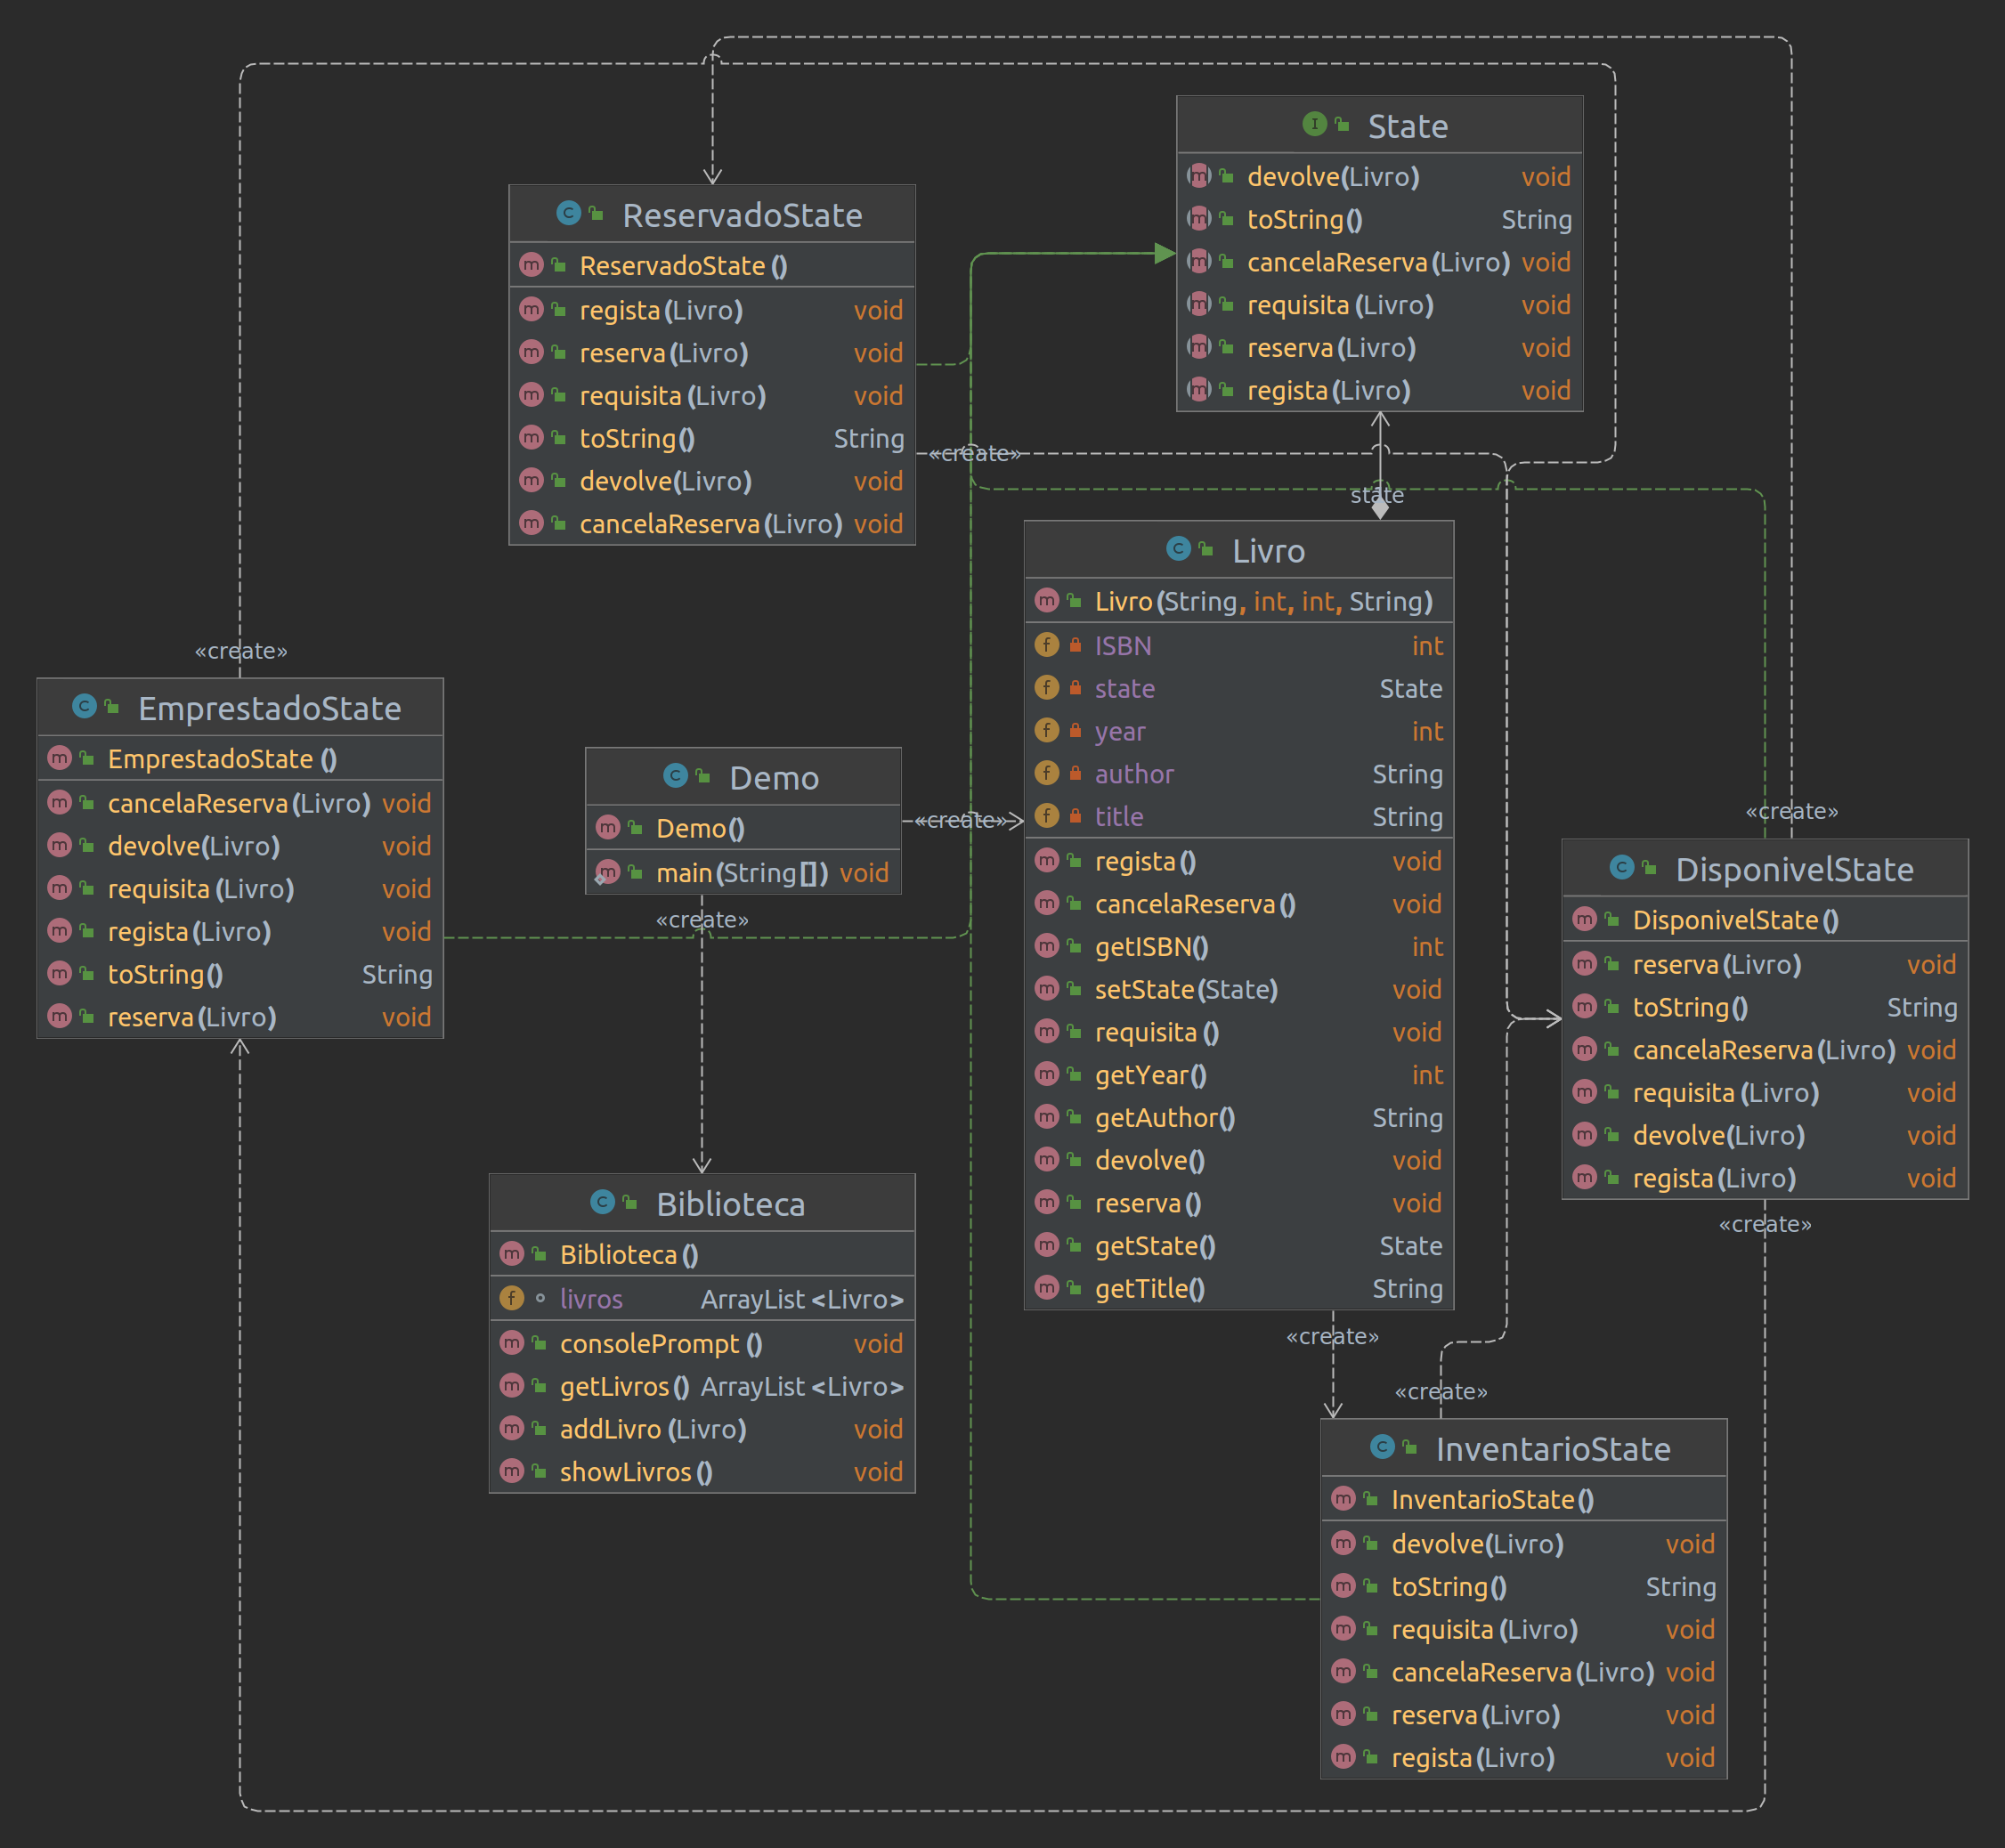 State
devolve(Livro) void
toString() String
cancelaReserva(Livro) void
requisita(Livro) void
reserva(Livro) void
regista(Livro) void
ReservadoState
ReservadoState()
regista(Livro) void
reserva(Livro) void
requisita(Livro) void
toString() String
devolve(Livro) void
cancelaReserva(Livro) void
«create»
state
Livro
Livro(String, int, int, String)
ISBN int
state State
year int
author String
title String
regista() void
cancelaReserva() void
getISBN() int
setState(State) void
requisita() void
getYear() int
getAuthor() String
devolve() void
reserva() void
getState() State
getTitle() String
«create»
EmprestadoState
EmprestadoState()
cancelaReserva(Livro) void
devolve(Livro) void
requisita(Livro) void
regista(Livro) void
toString() String
reserva(Livro) void
Demo
Demo()
main(String[]) void
«create»
«create»
«create»
DisponivelState
DisponivelState()
reserva(Livro) void
toString() String
cancelaReserva(Livro) void
requisita(Livro) void
devolve(Livro) void
regista(Livro) void
«create»
Biblioteca
Biblioteca()
livros ArrayList<Livro>
consolePrompt() void
getLivros() ArrayList<Livro>
addLivro(Livro) void
showLivros() void
«create»
«create»
InventarioState
InventarioState()
devolve(Livro) void
toString() String
requisita(Livro) void
cancelaReserva(Livro) void
reserva(Livro) void
regista(Livro) void